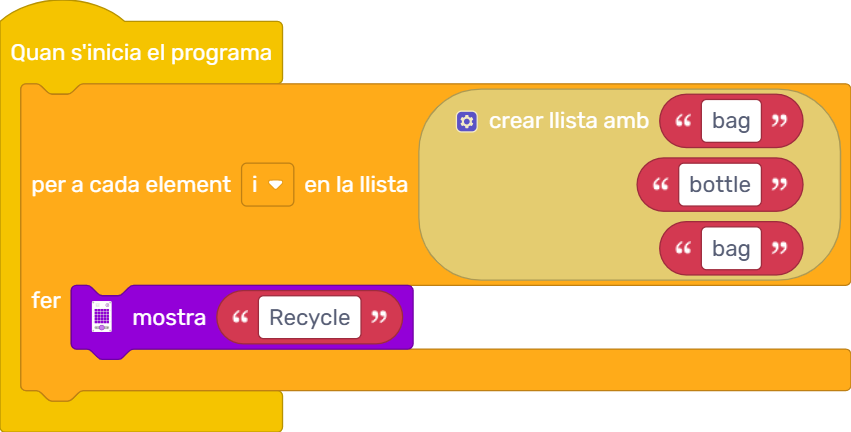 Quan s'inicia el programa
crear llista amb “ bag ”
per a cada element i en la llista “ bottle ”
“ bag ”
fer
mostra “ Recycle ”